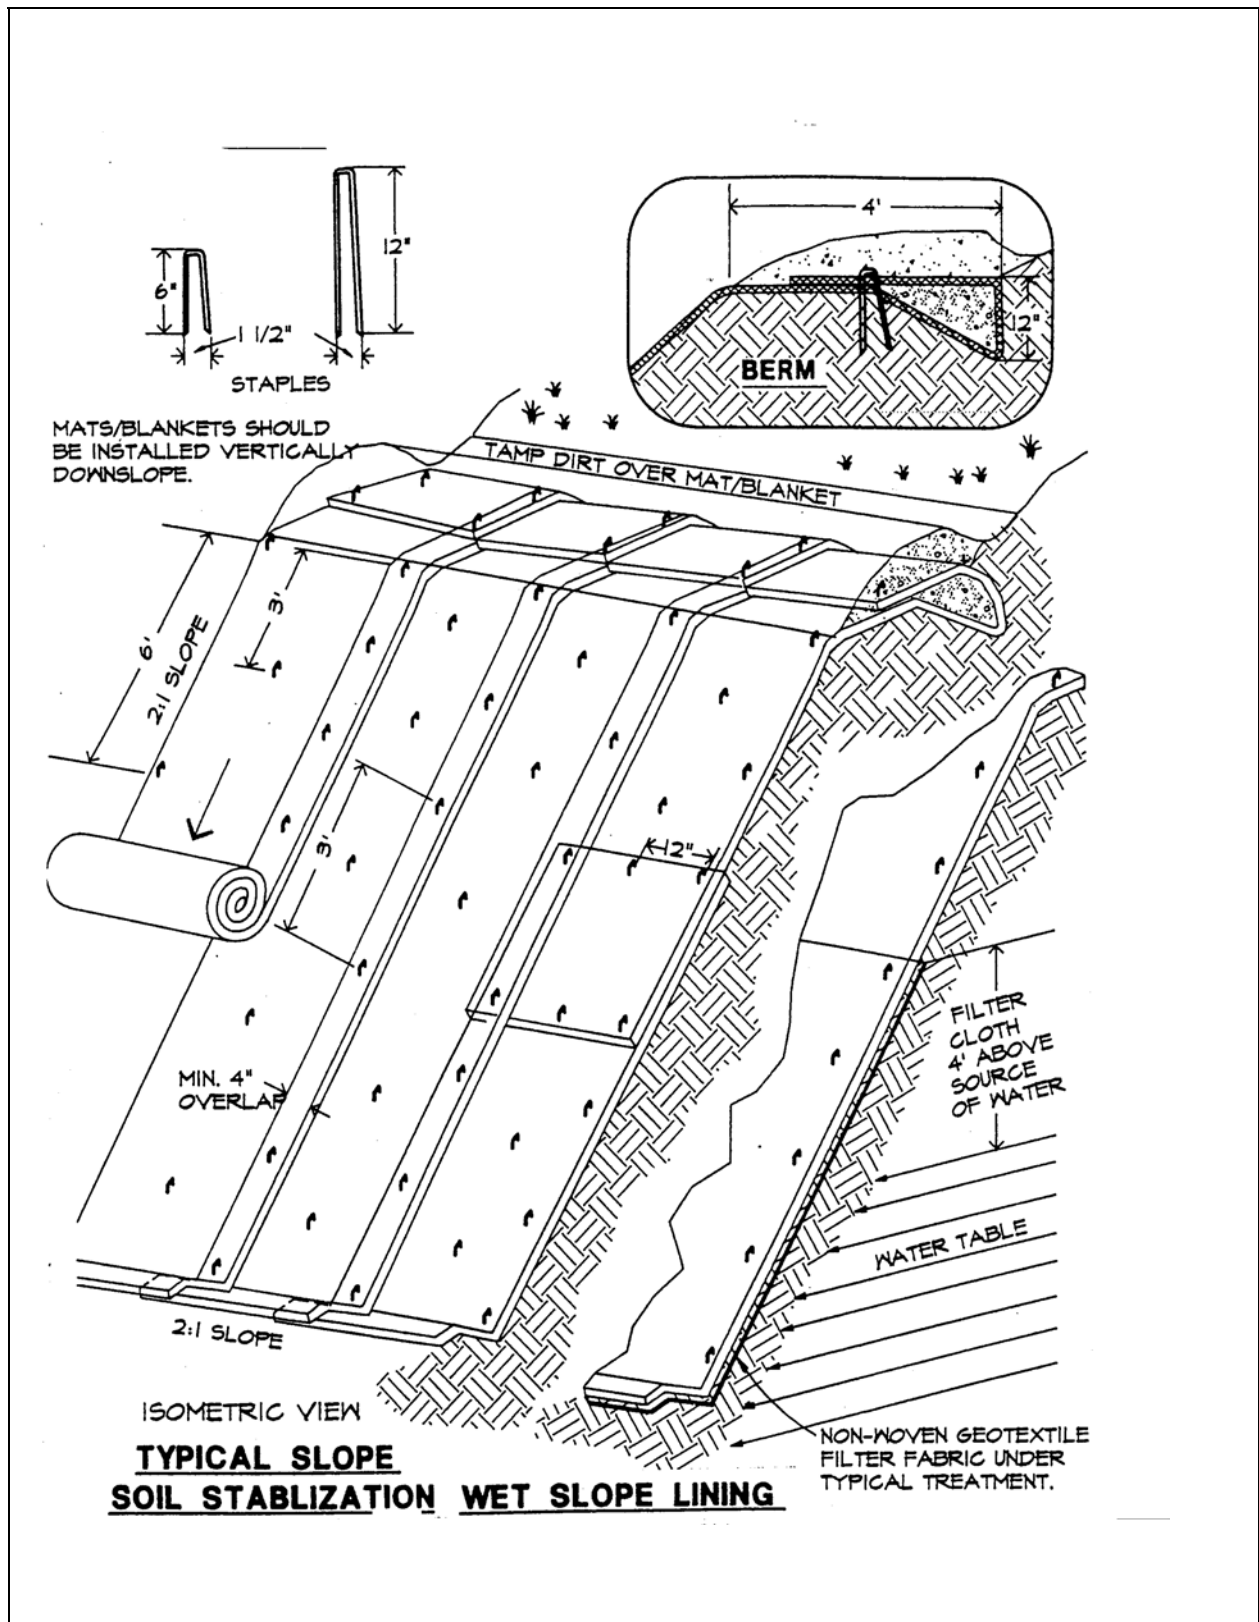 4'
12"
6"
12"
1 1/2"
STAPLES
BERM
MATS/BLANKETS SHOULD
BE INSTALLED VERTICALLY
DOWNSLOPE.
TAMP DIRT OVER MAT/BLANKET
6'
2:1 SLOPE
3'
3'
12"
MIN. 4"
OVERLAP
FILTER
CLOTH
4' ABOVE
SOURCE
OF WATER
WATER TABLE
2:1 SLOPE
ISOMETRIC VIEW
TYPICAL SLOPE
SOIL STABLIZATION
WET SLOPE LINING
NON-WOVEN GEOTEXTILE
FILTER FABRIC UNDER
TYPICAL TREATMENT.